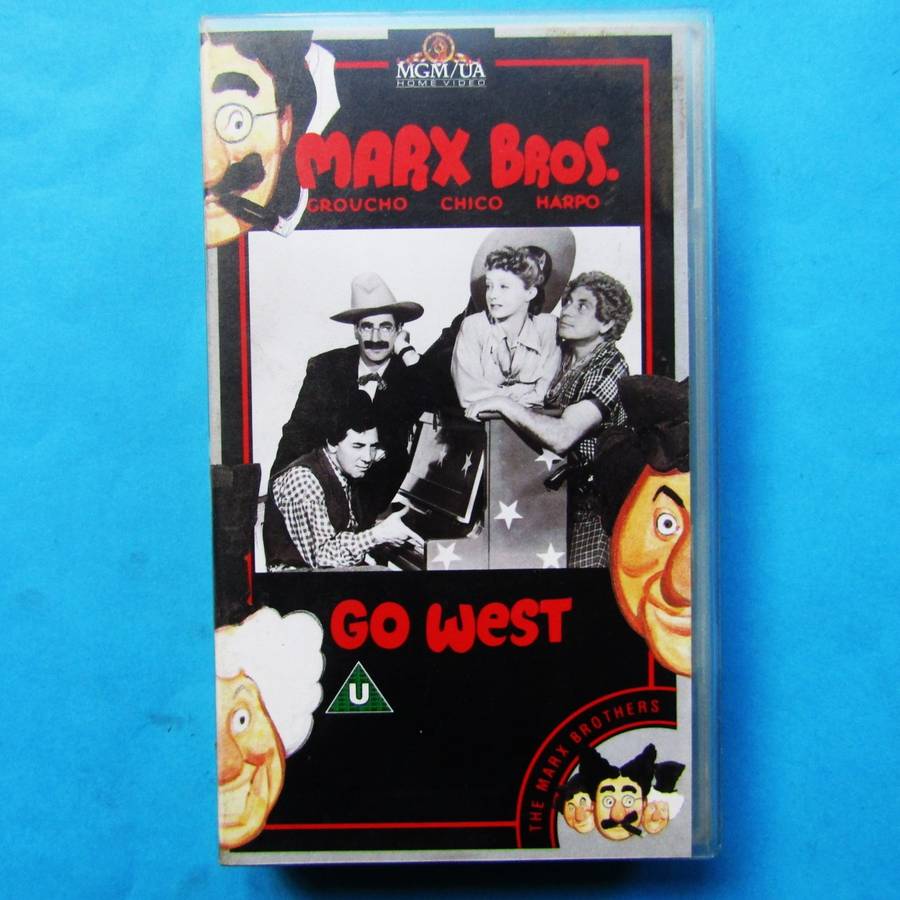 MGM/UA
HOME VIDEO
MARX BROS.
GROUCHO CHICO HARPO
GO WEST
U
THE MARX BROTHERS